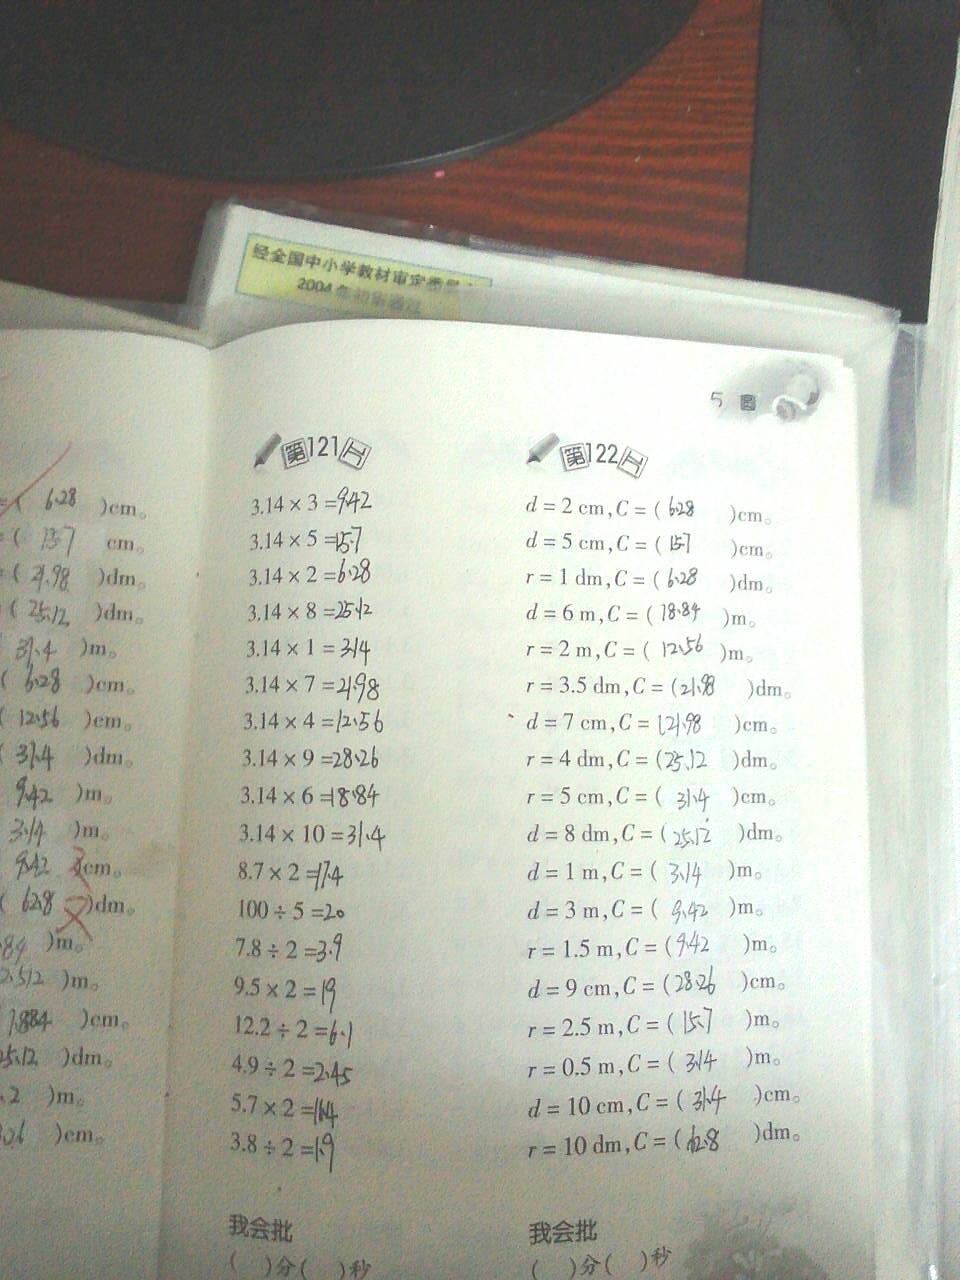 经全国中小学教材审定委员
2004年初审通过
5 圆
第121天
3.14×3=9.42
3.14×5=15.7
3.14×2=6.28
3.14×8=25.12
3.14×1=3.14
3.14×7=21.98
3.14×4=12.56
3.14×9=28.26
3.14×6=18.84
3.14×10=31.4
8.7×2=17.4
100÷5=20
7.8÷2=3.9
9.5×2=19
12.2÷2=6.1
4.9÷2=2.45
5.7×2=11.4
3.8÷2=1.9
我会批
( )分( )秒
第122天
d=2 cm,C=(6.28)cm。
d=5 cm,C=(15.7)cm。
r=1 dm,C=(6.28)dm。
d=6 m,C=(18.84)m。
r=2 m,C=(12.56)m。
r=3.5 dm,C=(21.98)dm。
d=7 cm,C=(21.98)cm。
r=4 dm,C=(25.12)dm。
r=5 cm,C=(31.4)cm。
d=8 dm,C=(25.12)dm。
d=1 m,C=(3.14)m。
d=3 m,C=(9.42)m。
r=1.5 m,C=(9.42)m。
d=9 cm,C=(28.26)cm。
r=2.5 m,C=(15.7)m。
r=0.5 m,C=(3.14)m。
d=10 cm,C=(31.4)cm。
r=10 dm,C=(62.8)dm。
我会批
( )分( )秒
=(6.28)cm。
=(15.7 cm。
=(21.98)dm。
(25.12)dm。
31.4)m。
(6.28)cm。
(12.56)cm。
(31.4)dm。
9.42)m。
3.14)m。
9.42)cm。
(62.8)dm。
.84)m。
)m。
1.884)cm。
25.12)dm。
.2)m。
.26)cm。